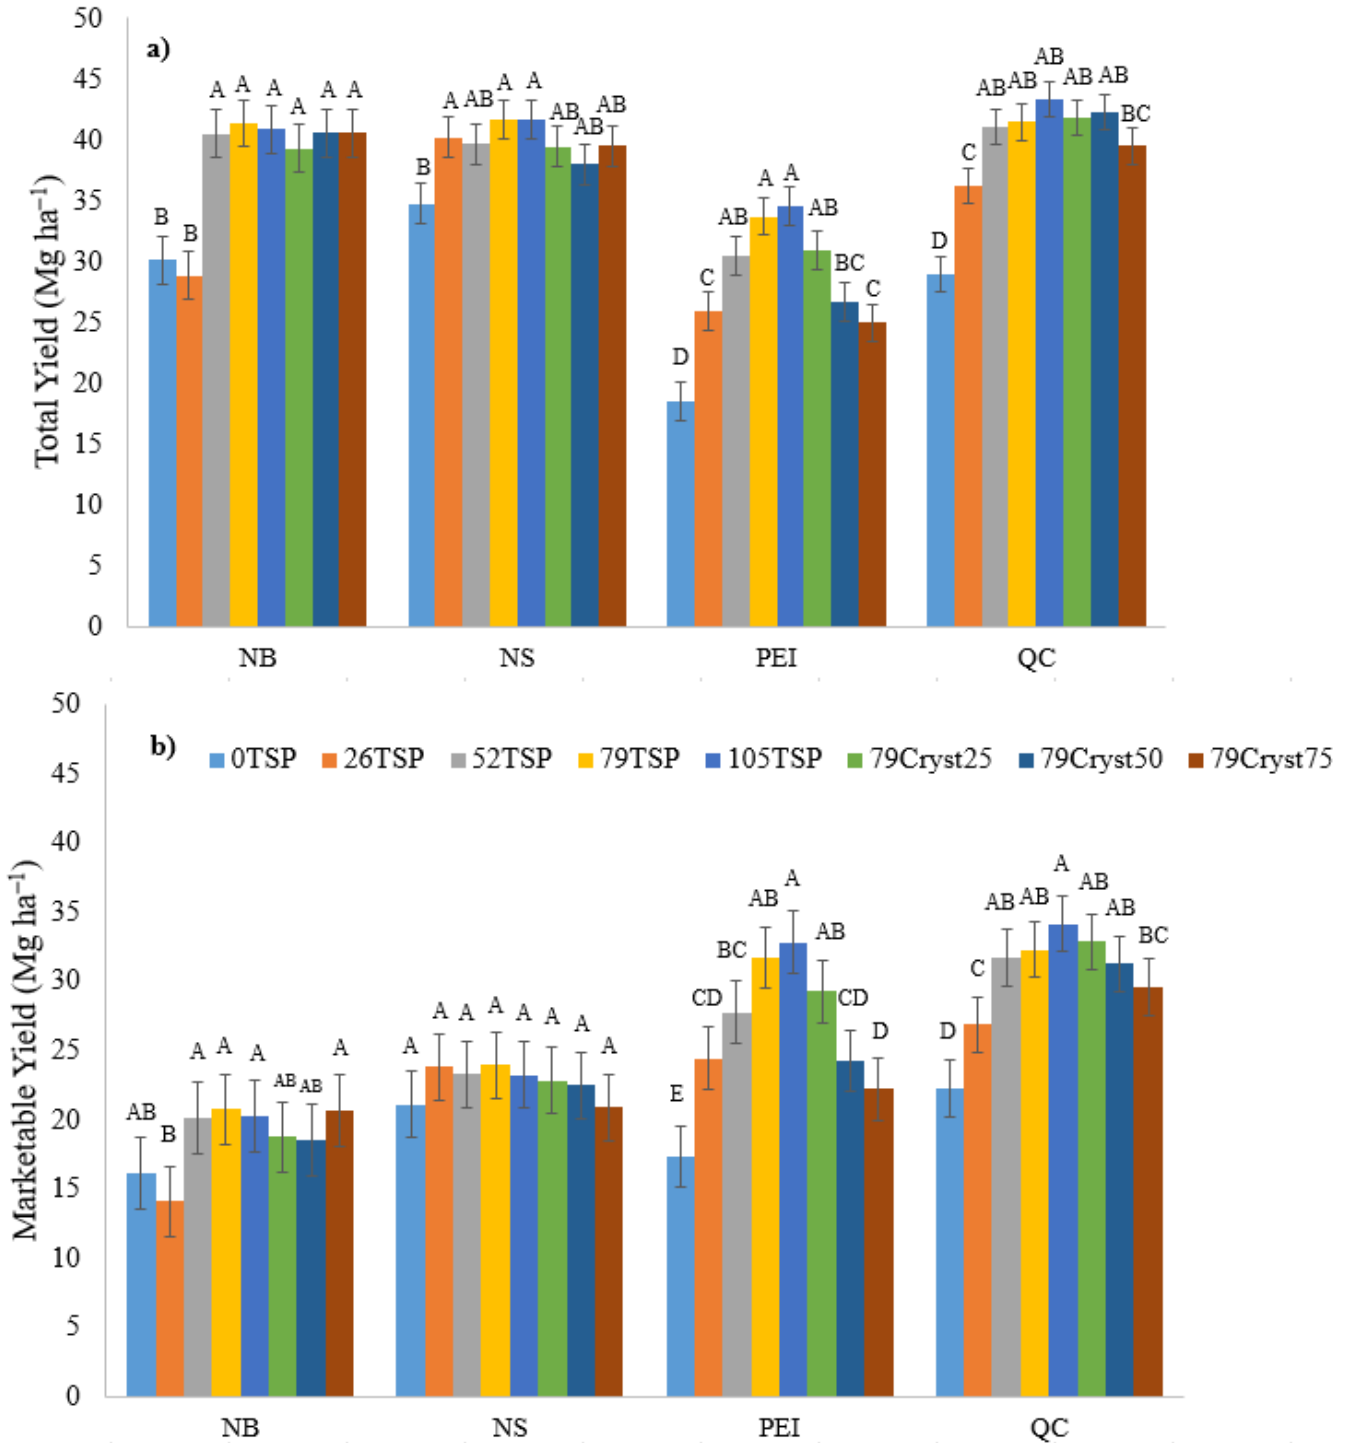 50
a)
45
40
35
30
25
20
15
10
5
0
Total Yield (Mg ha⁻¹)
B B A A A A A A
B A AB A A AB AB AB
D C AB A A AB BC C
D C AB AB AB AB AB BC
NB NS PEI QC
50
b) 0TSP 26TSP 52TSP 79TSP 105TSP 79Cryst25 79Cryst50 79Cryst75
45
40
35
30
25
20
15
10
5
0
Marketable Yield (Mg ha⁻¹)
AB B A A A AB AB A
A A A A A A A A
E CD BC AB A AB CD D
D C AB AB A AB AB BC
NB NS PEI QC